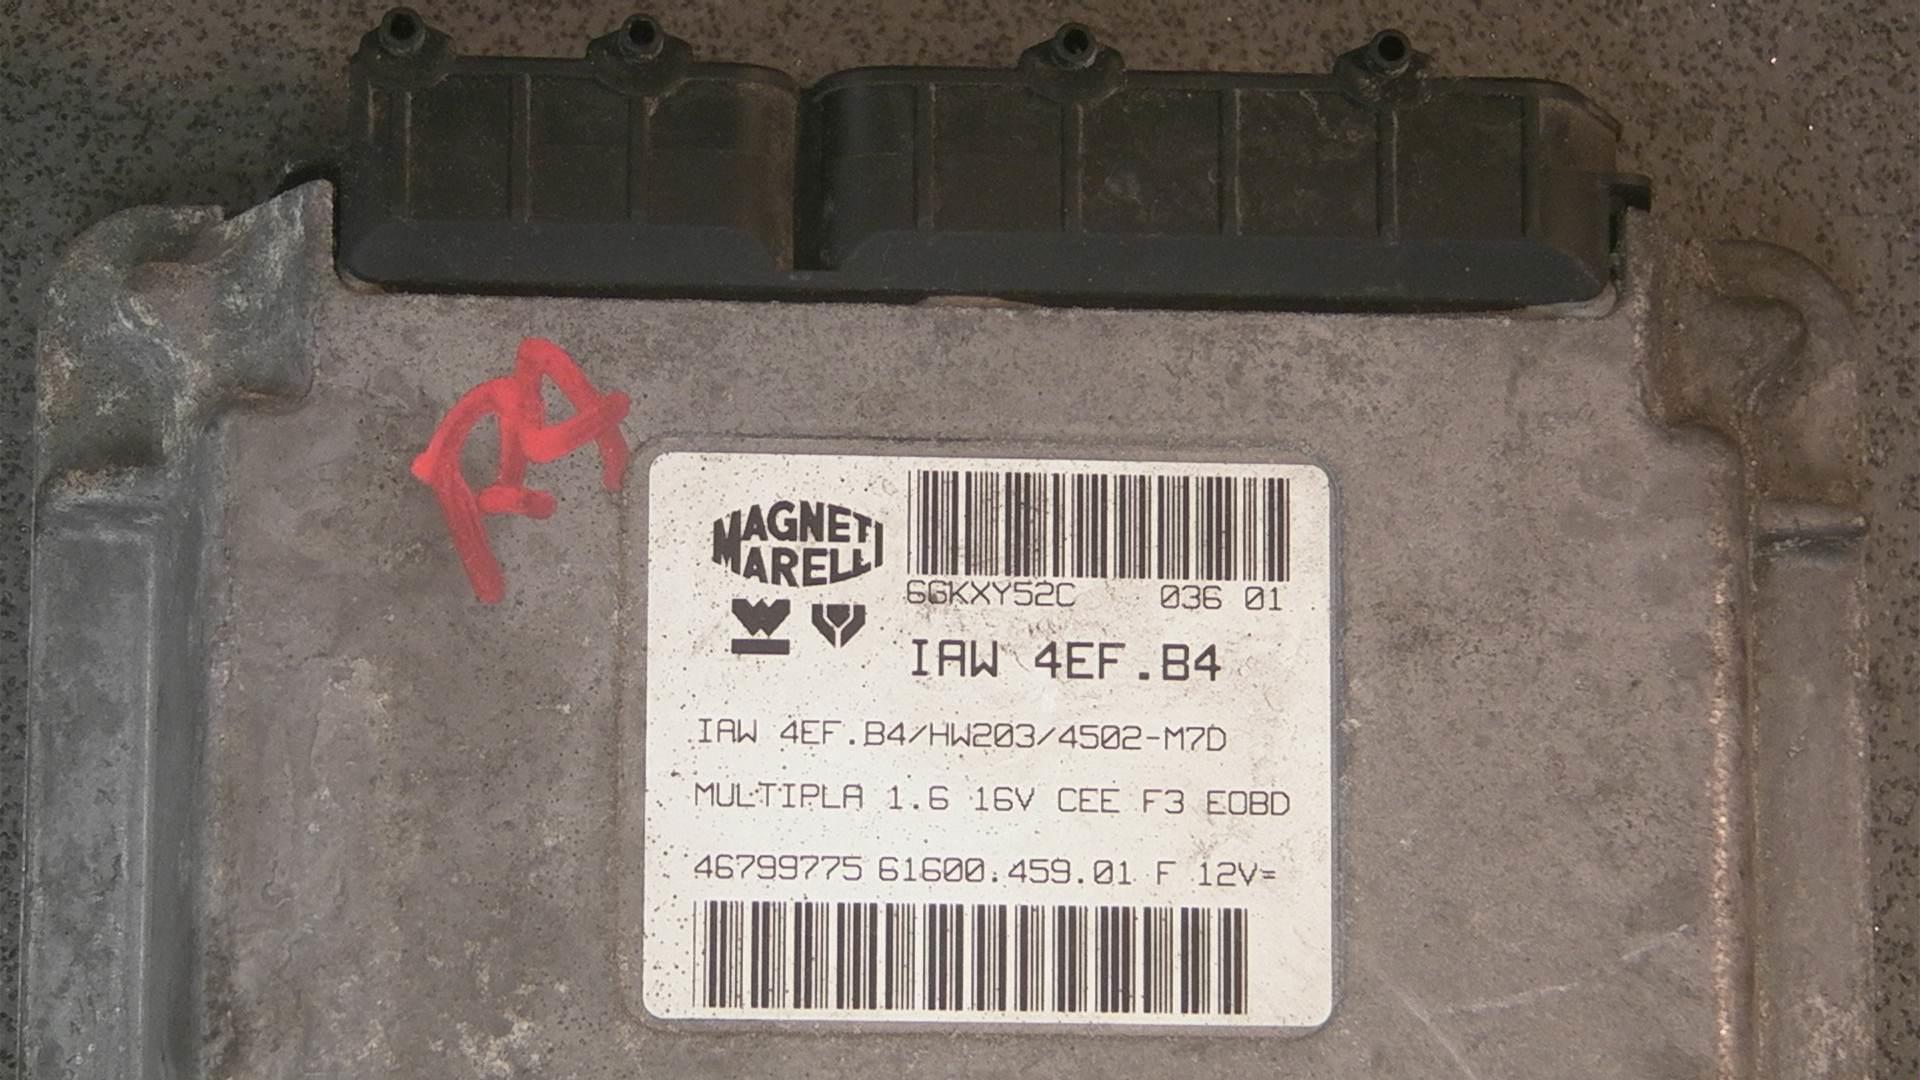 MAGNETI
MARELLI
6GKXY52C 036 01
IAW 4EF.B4
IAW 4EF.B4/HW203/4502-M7D
MULTIPLA 1.6 16V CEE F3 EOBD
46799775 61600.459.01 F 12V=